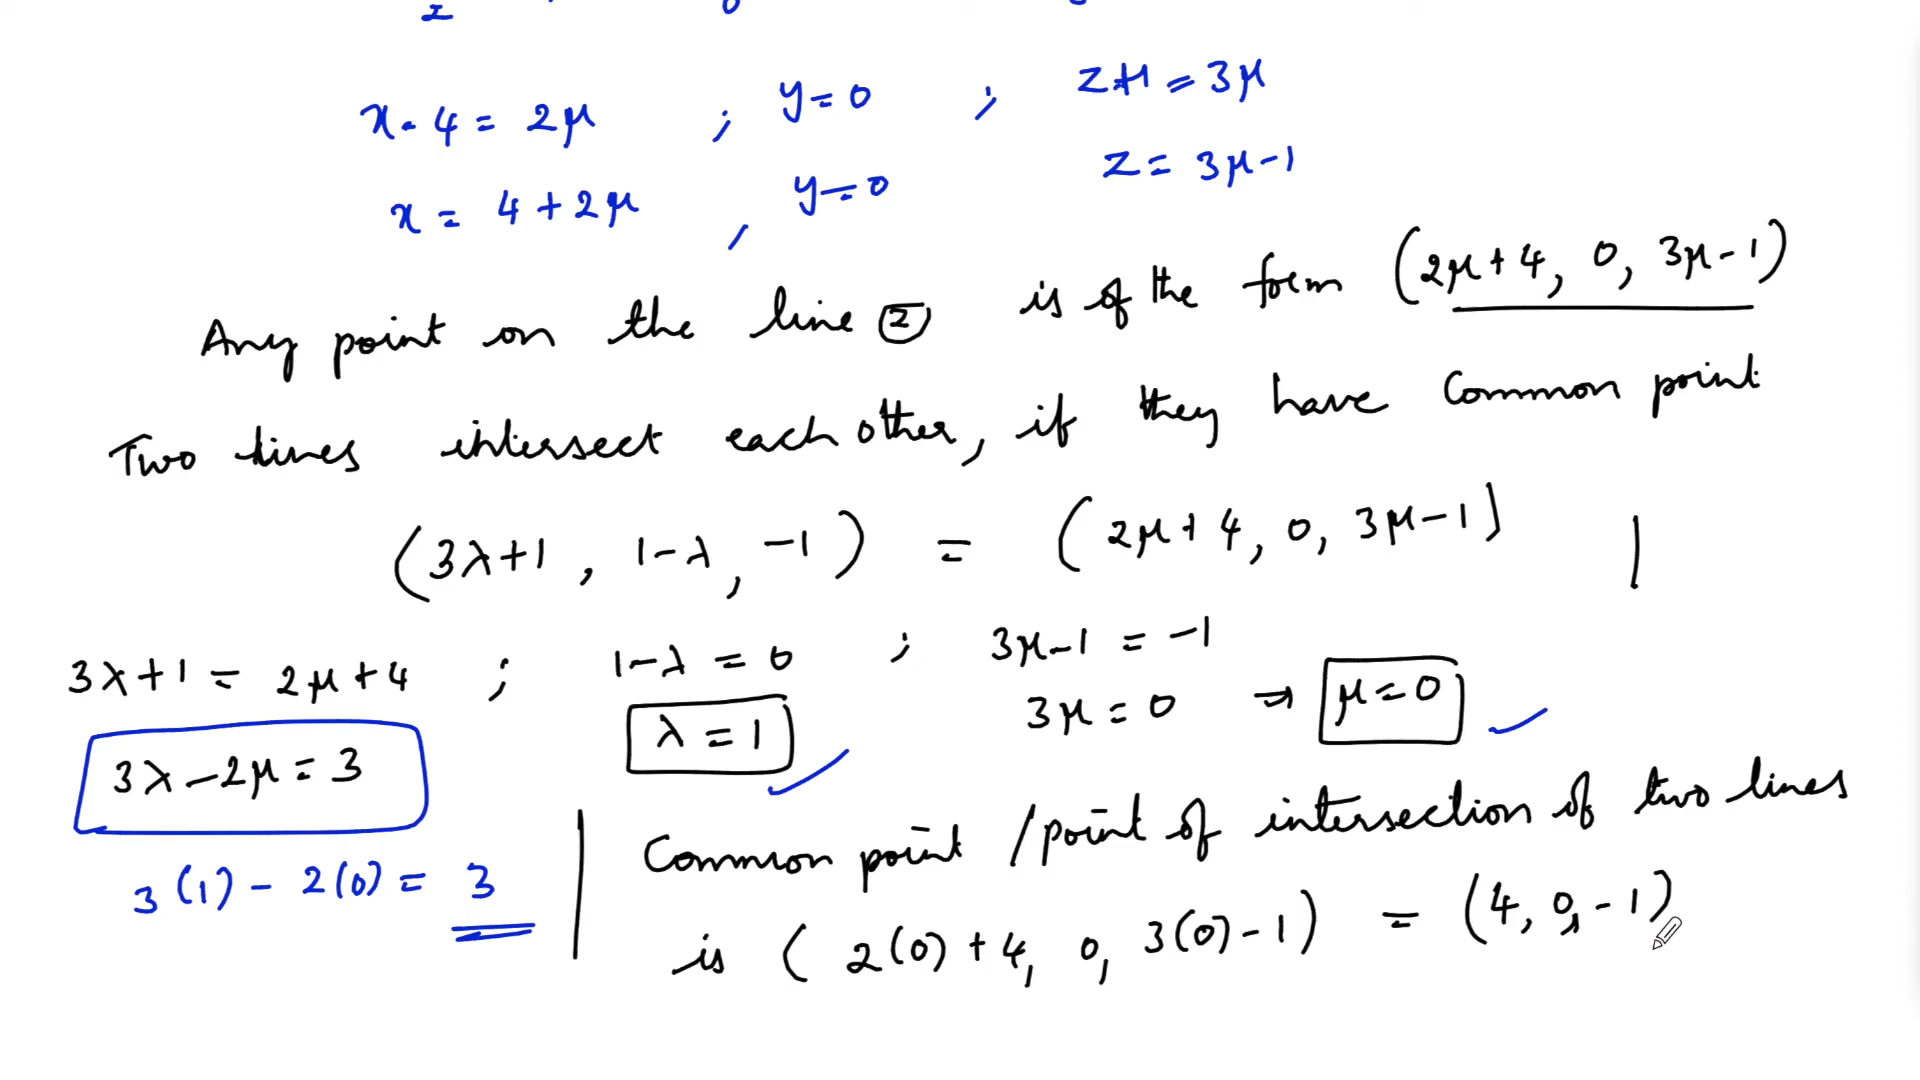 x - 4 = 2μ ; y = 0 ; z+1 = 3μ
x = 4 + 2μ , y = 0 z = 3μ - 1
Any point on the line ② is of the form (2μ + 4, 0, 3μ - 1)
Two lines intersect each other, if they have common point
(3λ+1 , 1-λ, -1) = (2μ + 4, 0, 3μ - 1)
3λ+1 = 2μ + 4 ; 1-λ = 0 ; 3μ - 1 = -1
3μ = 0 ⇒ μ = 0
λ = 1
3λ - 2μ = 3
3(1) - 2(0) = 3
Common point / point of intersection of two lines
is ( 2(0) + 4, 0, 3(0) - 1) = (4, 0, -1)